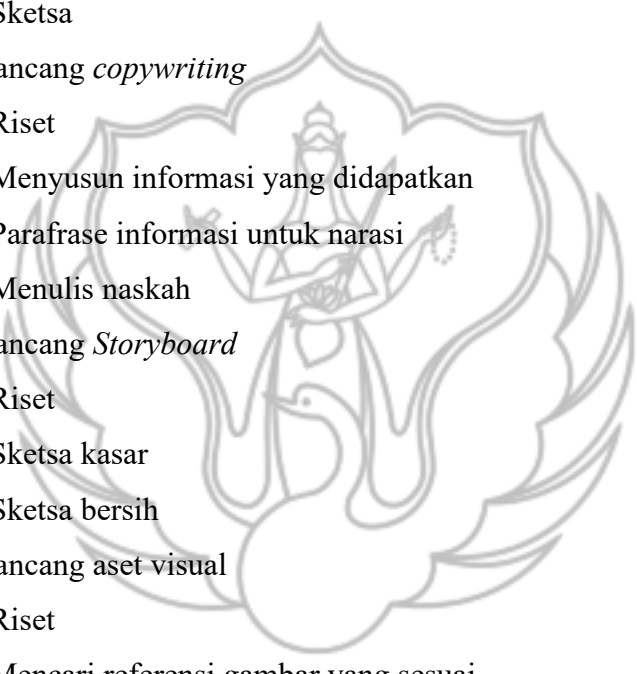 Sketsa
ancang copywriting
Riset
Menyusun informasi yang didapatkan
Parafrase informasi untuk narasi
Menulis naskah
ancang Storyboard
Riset
Sketsa kasar
Sketsa bersih
ancang aset visual
Riset
Mencari referensi gambar yang sesuai